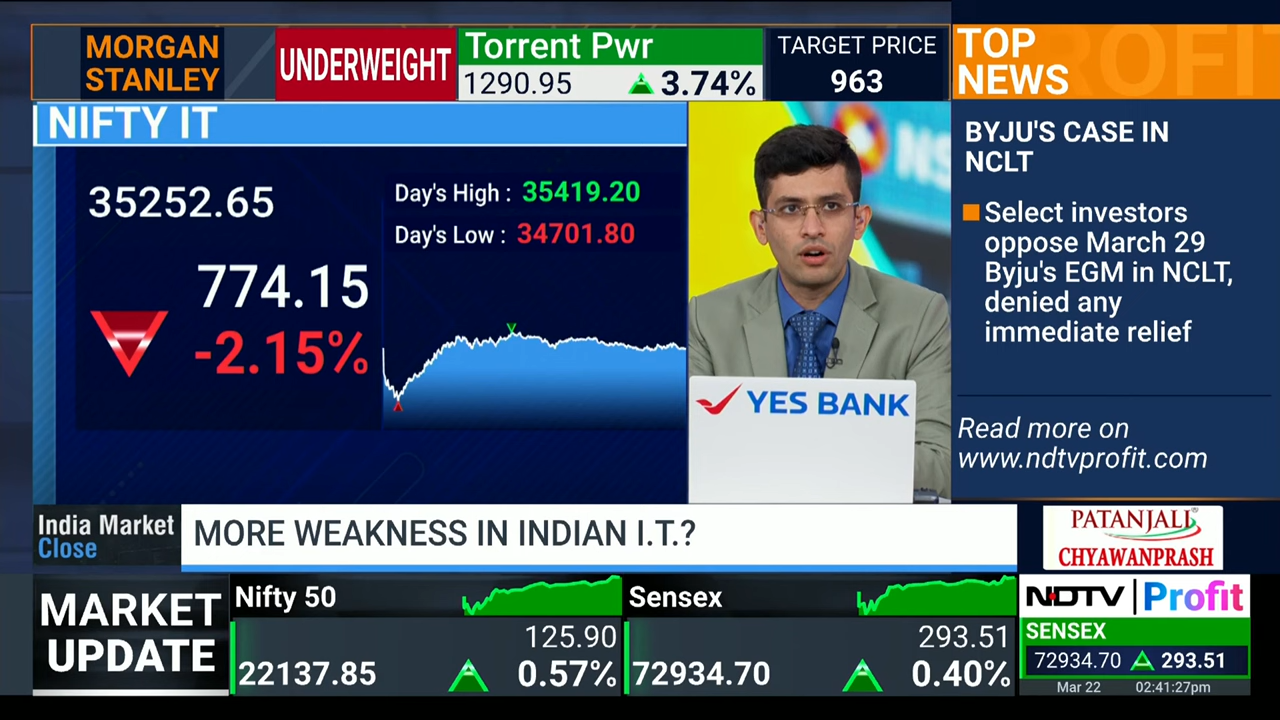 MORGAN
STANLEY
UNDERWEIGHT
Torrent Pwr
1290.95 3.74%
TARGET PRICE
963
TOP
NEWS
NIFTY IT
35252.65
774.15
-2.15%
Day's High : 35419.20
Day's Low : 34701.80
NS
YES BANK
BYJU'S CASE IN
NCLT
Select investors
oppose March 29
Byju's EGM in NCLT,
denied any
immediate relief
Read more on
www.ndtvprofit.com
India Market
Close
MORE WEAKNESS IN INDIAN I.T.?
PATANJALI®
CHYAWANPRASH
MARKET
UPDATE
Nifty 50
125.90
22137.85 0.57%
Sensex
293.51
72934.70 0.40%
NDTV Profit
SENSEX
72934.70 293.51
Mar 22 02:41:27pm